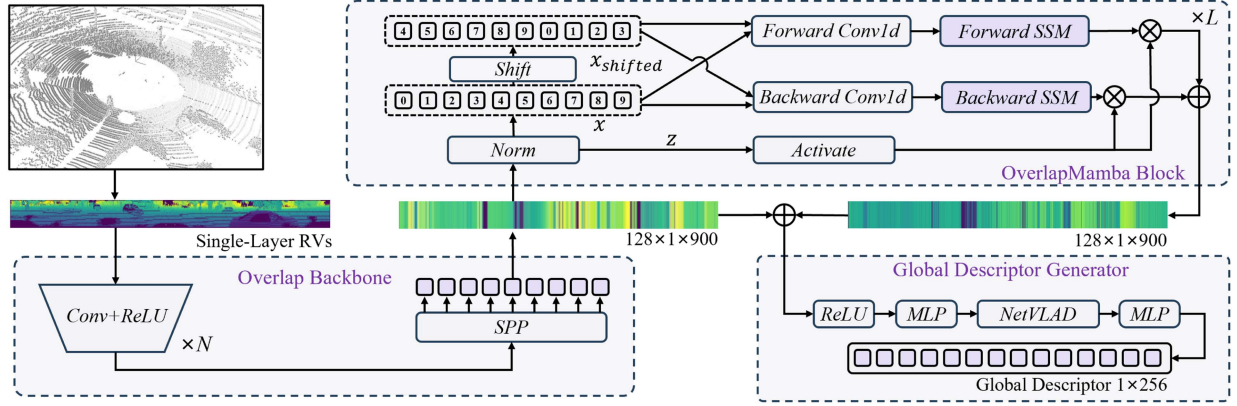 4 5 6 7 8 9 0 1 2 3
x_shifted
Shift
0 1 2 3 4 5 6 7 8 9
x
Norm
z
Activate
Forward Conv1d
Forward SSM
Backward Conv1d
Backward SSM
×L
OverlapMamba Block
Single-Layer RVs
128×1×900
128×1×900
Overlap Backbone
Conv+ReLU
×N
SPP
Global Descriptor Generator
ReLU
MLP
NetVLAD
MLP
Global Descriptor 1×256